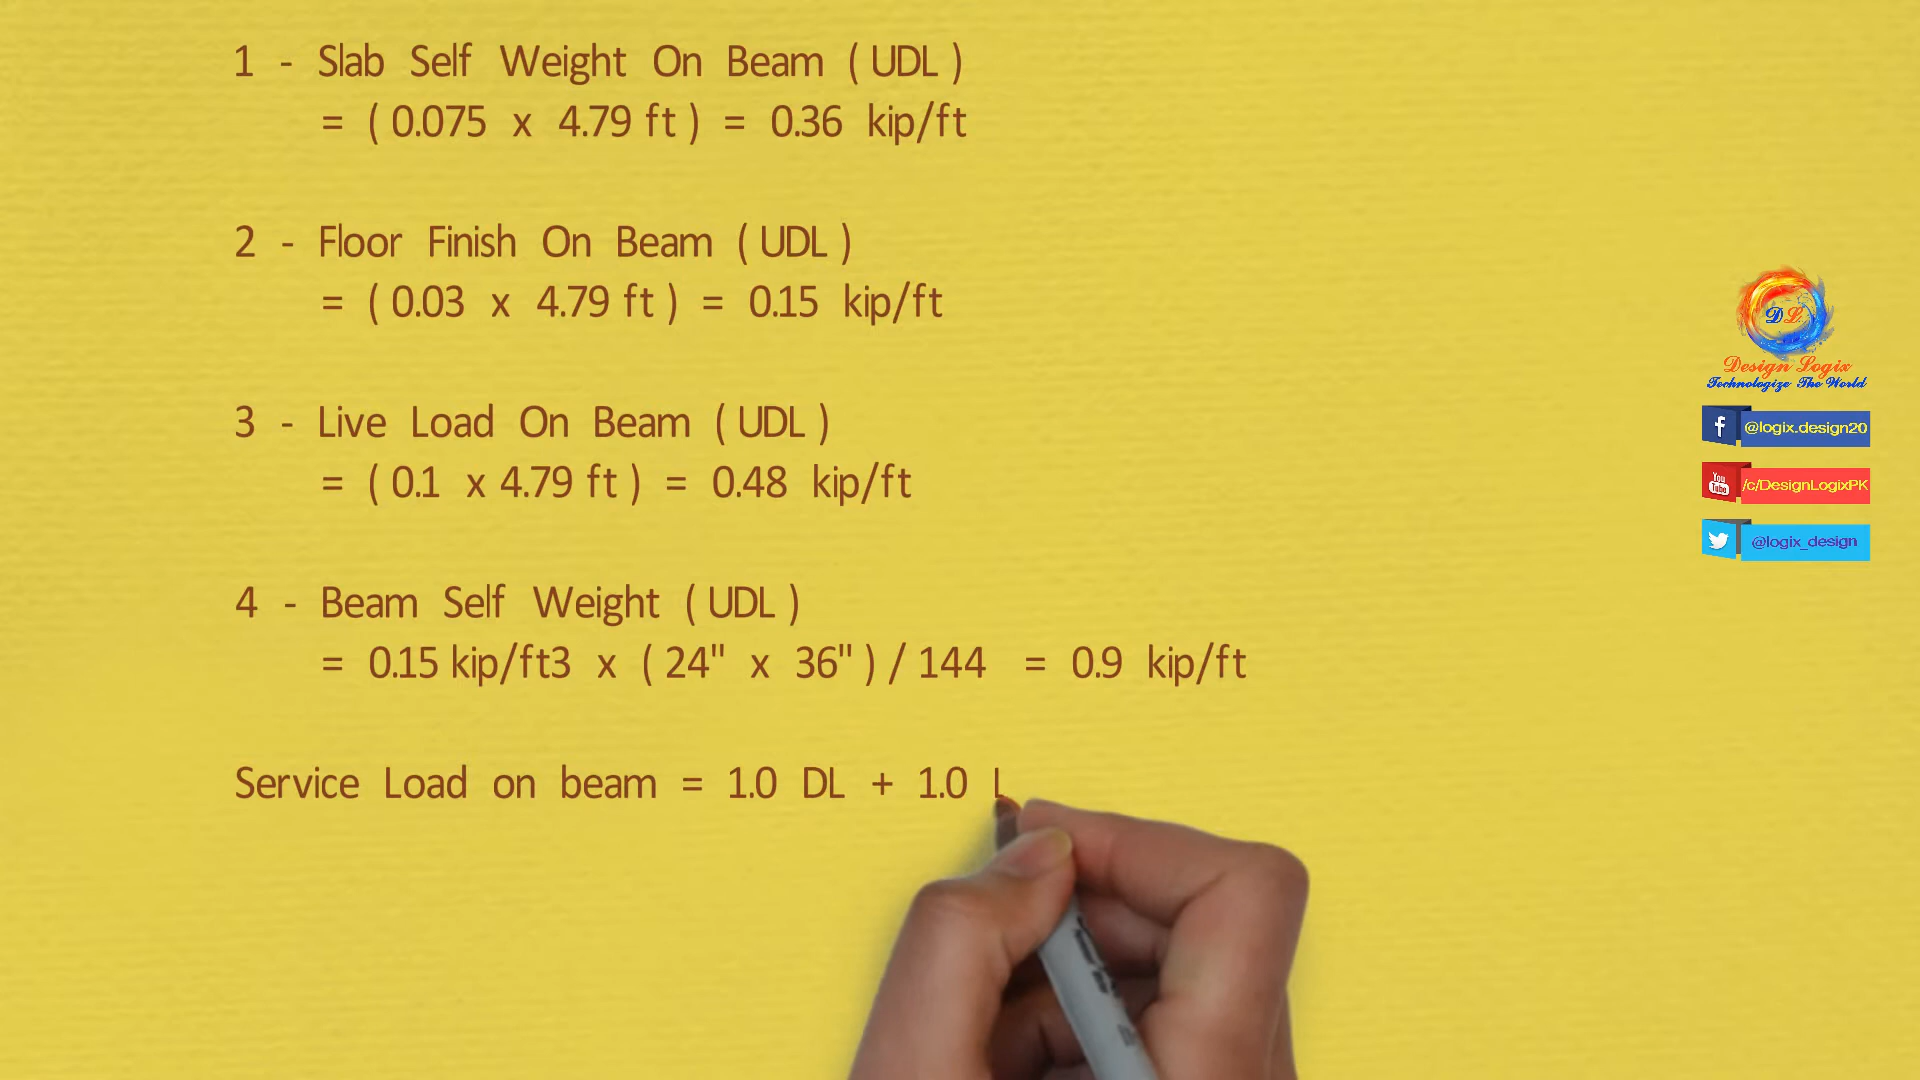 1 - Slab Self Weight On Beam ( UDL )
= ( 0.075 x 4.79 ft ) = 0.36 kip/ft
2 - Floor Finish On Beam ( UDL )
= ( 0.03 x 4.79 ft ) = 0.15 kip/ft
3 - Live Load On Beam ( UDL )
= ( 0.1 x 4.79 ft ) = 0.48 kip/ft
4 - Beam Self Weight ( UDL )
= 0.15 kip/ft3 x ( 24" x 36" ) / 144 = 0.9 kip/ft
Service Load on beam = 1.0 DL + 1.0 L
DL
Design Logix
Technologize The World
f
@logix.design20
You
Tube
/c/DesignLogixPK
@logix_design